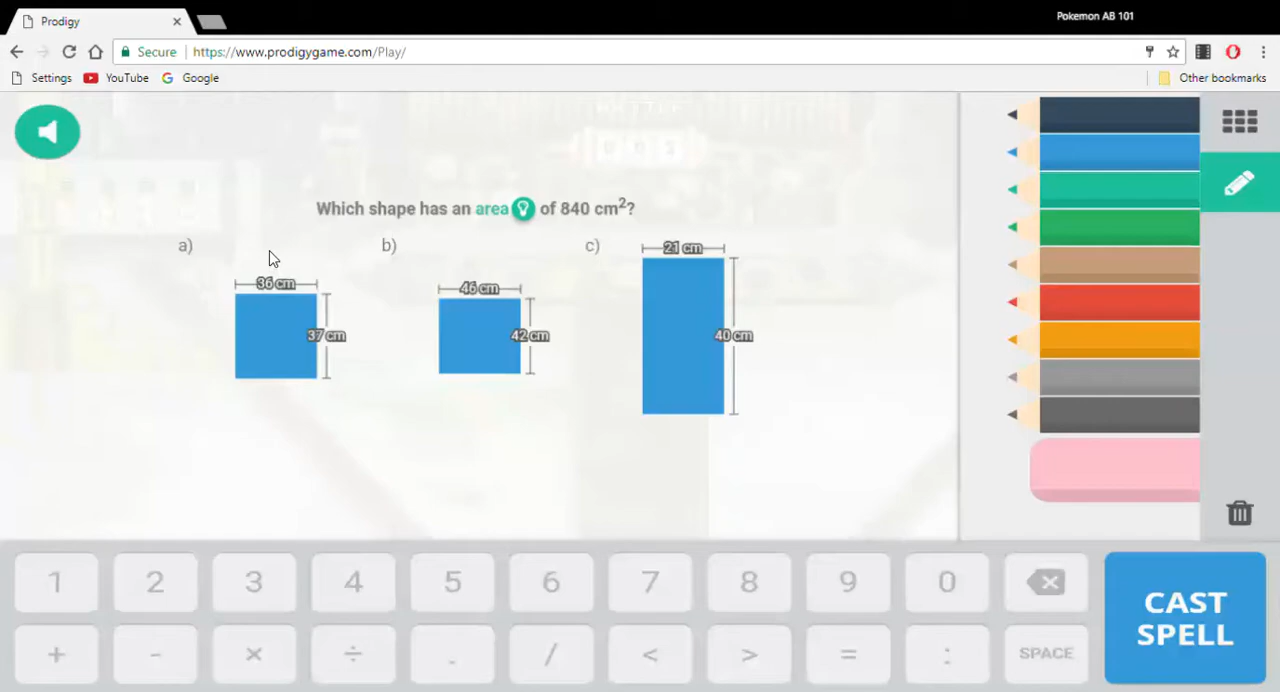 Prodigy
Pokemon AB 101
Secure https://www.prodigygame.com/Play/
Settings YouTube Google Other bookmarks
Which shape has an area of 840 cm²?
a) b) c)
36 cm 46 cm 21 cm
37 cm 42 cm 40 cm
1 2 3 4 5 6 7 8 9 0
+ - × ÷ . / < > = : SPACE
CAST
SPELL